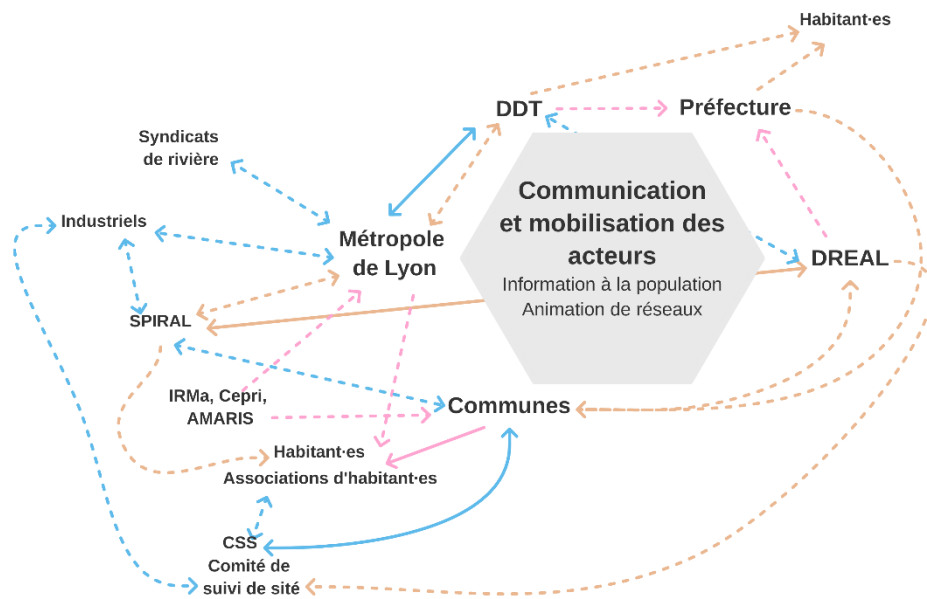 Habitant·es
DDT
Préfecture
Syndicats
de rivière
Communication
et mobilisation des
acteurs
Information à la population
Animation de réseaux
Industriels
Métropole
de Lyon
DREAL
SPIRAL
IRMa, Cepri,
AMARIS
Communes
Habitant·es
Associations d'habitant·es
CSS
Comité de
suivi de sité